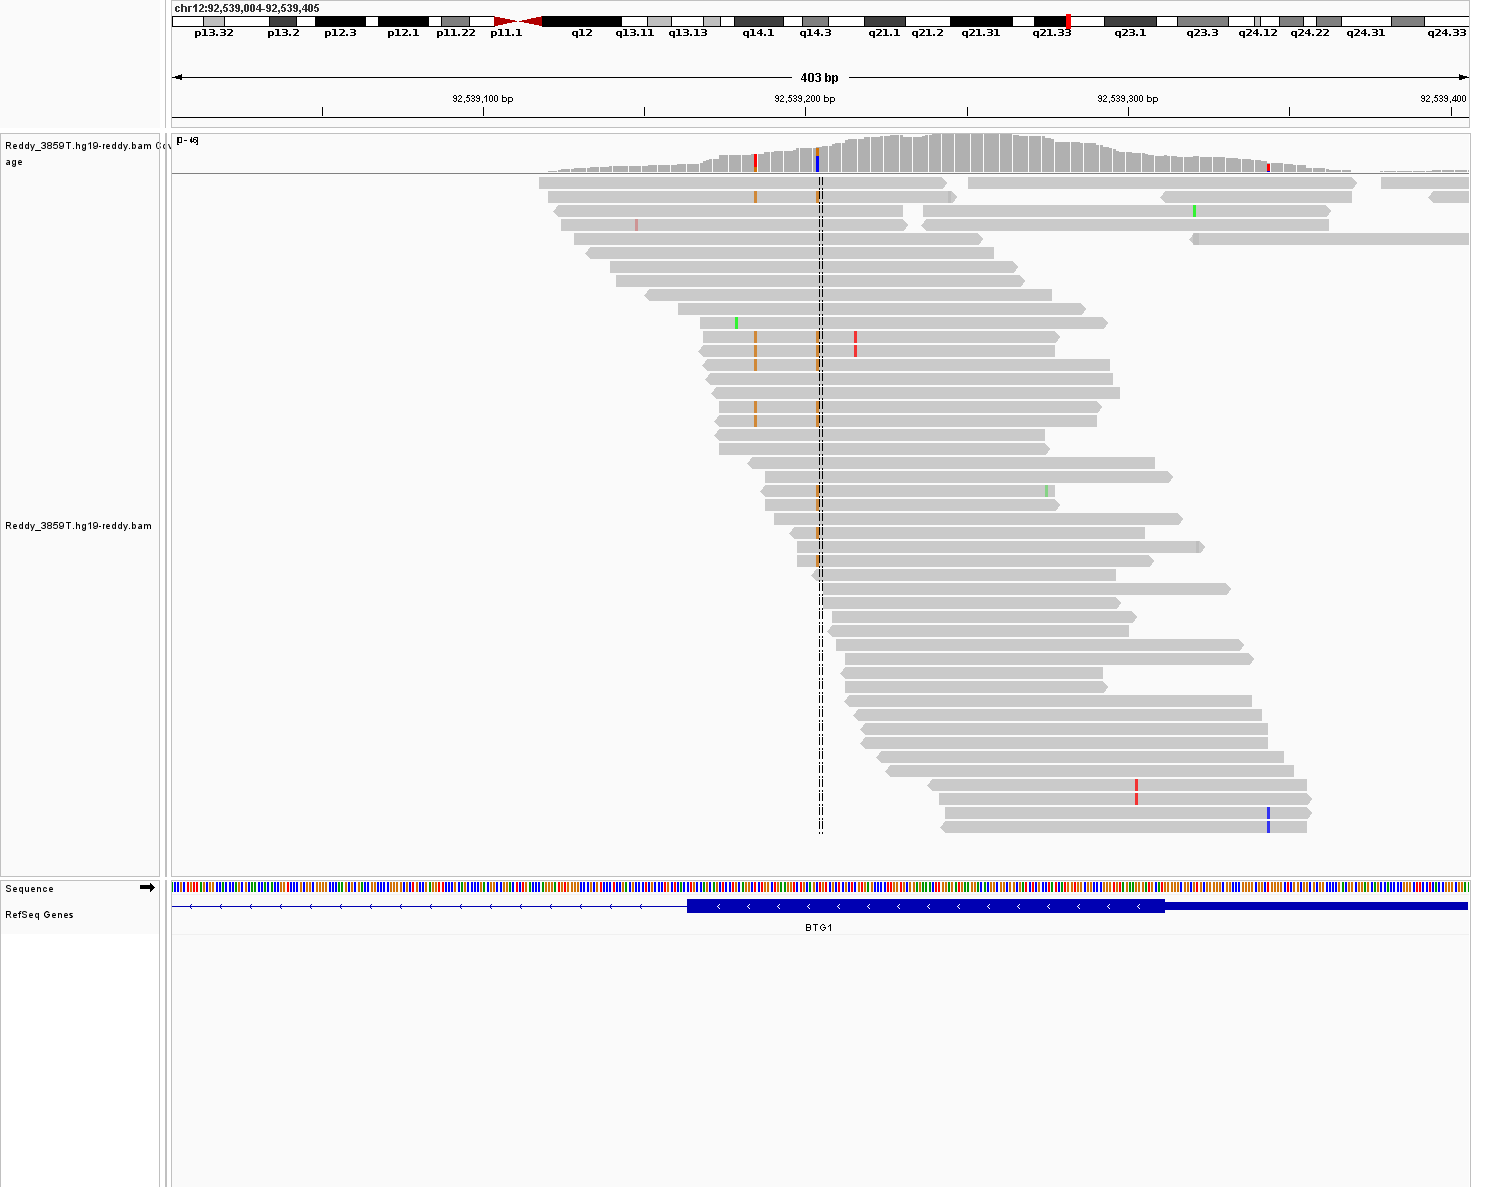 chr12:92,539,004-92,539,405
p13.32 p13.2 p12.3 p12.1 p11.22 p11.1 q12 q13.11 q13.13 q14.1 q14.3 q21.1 q21.2 q21.31 q21.33 q23.1 q23.3 q24.12 q24.22 q24.31 q24.33
403 bp
92,539,100 bp 92,539,200 bp 92,539,300 bp 92,539,400
Reddy_3859T.hg19-reddy.bam Cov
age
[0 - 46]
Reddy_3859T.hg19-reddy.bam
Sequence
RefSeq Genes
BTG1